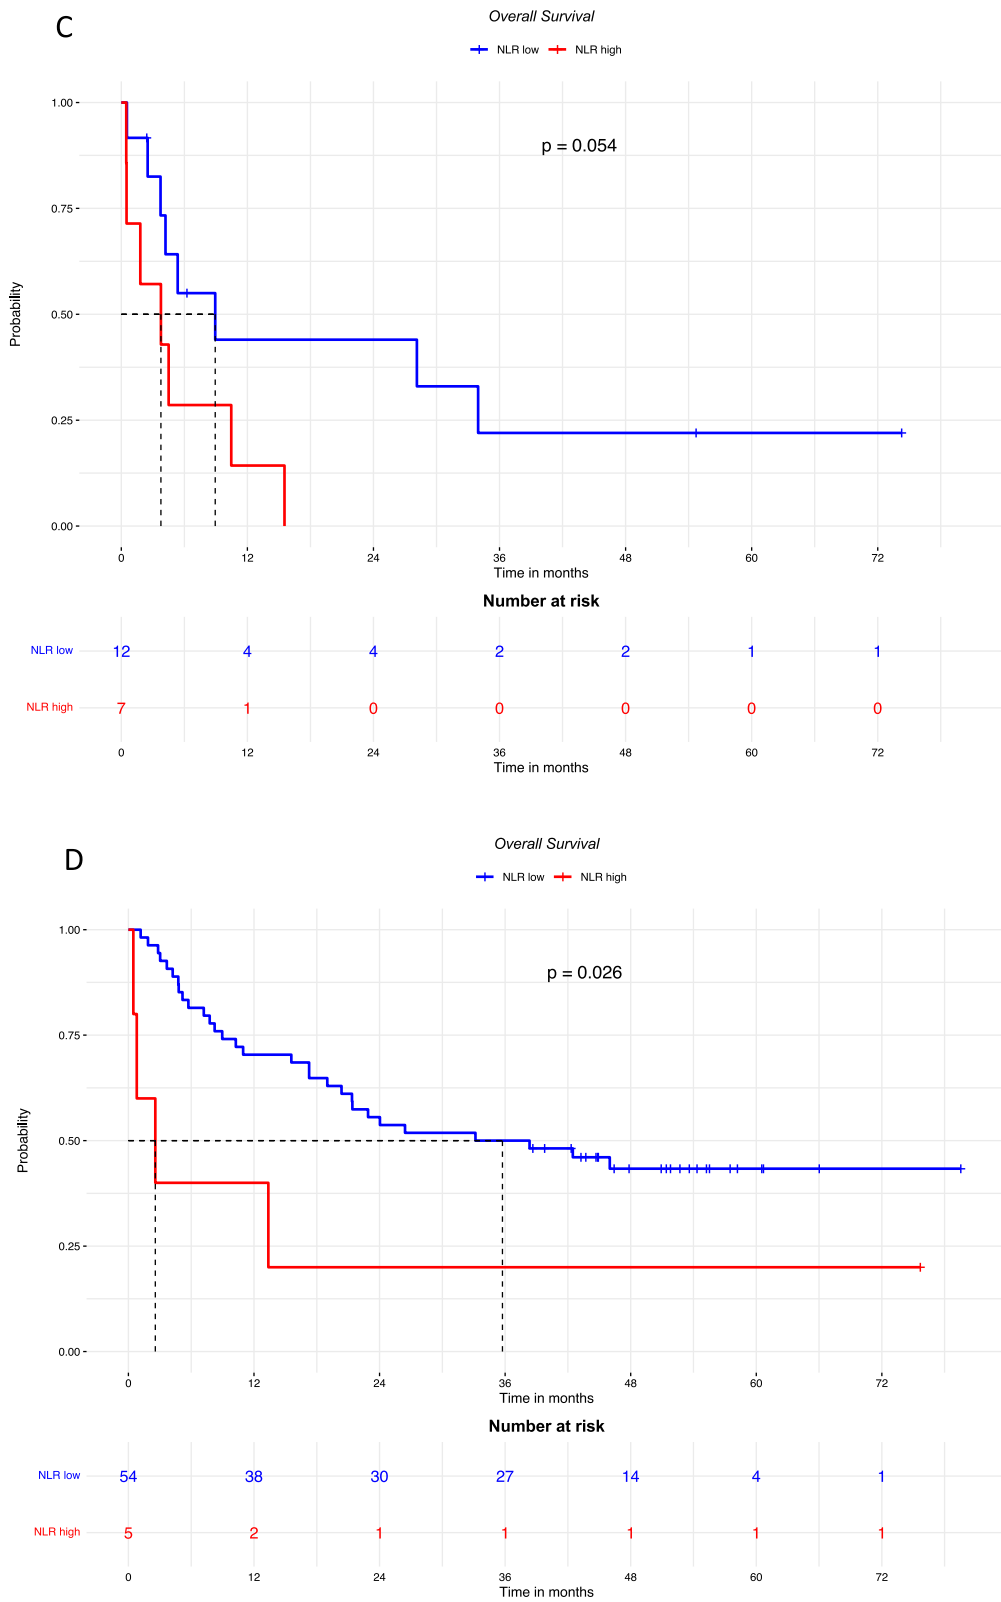 C
Overall Survival
NLR low NLR high
1.00
p = 0.054
0.75
0.50
0.25
0.00
Probability
0 12 24 36 48 60 72
Time in months
Number at risk
NLR low 12 4 4 2 2 1 1
NLR high 7 1 0 0 0 0 0
0 12 24 36 48 60 72
Time in months
D
Overall Survival
NLR low NLR high
1.00
p = 0.026
0.75
0.50
0.25
0.00
Probability
0 12 24 36 48 60 72
Time in months
Number at risk
NLR low 54 38 30 27 14 4 1
NLR high 5 2 1 1 1 1 1
0 12 24 36 48 60 72
Time in months